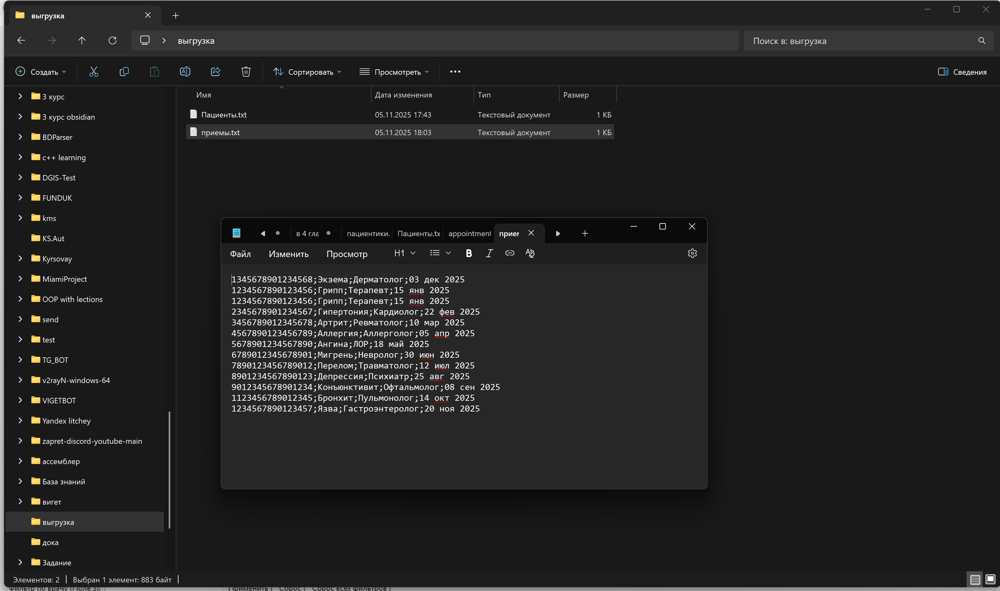 выгрузка
выгрузка
Поиск в: выгрузка
Создать
Сортировать
Просмотреть
Сведения
3 курс
3 курс obsidian
BDParser
c++ learning
DGIS-Test
FUNDUK
kms
KS.Aut
Kyrsovay
MiamiProject
OOP with lections
send
test
TG_BOT
v2rayN-windows-64
VIGETBOT
Yandex litchey
zapret-discord-youtube-main
ассемблер
База знаний
вигет
выгрузка
дока
Задание
Имя Дата изменения Тип Размер
Пациенты.txt 05.11.2025 17:43 Текстовый документ 1 КБ
приемы.txt 05.11.2025 18:03 Текстовый документ 1 КБ
в 4 гла пациентики. Пациенты.tx appointment прием
Файл Изменить Просмотр H1
1345678901234568;Экзема;Дерматолог;03 дек 2025
1234567890123456;Грипп;Терапевт;15 янв 2025
1234567890123456;Грипп;Терапевт;15 янв 2025
2345678901234567;Гипертония;Кардиолог;22 фев 2025
3456789012345678;Артрит;Ревматолог;10 мар 2025
4567890123456789;Аллергия;Аллерголог;05 апр 2025
5678901234567890;Ангина;ЛОР;18 май 2025
6789012345678901;Мигрень;Невролог;30 июн 2025
7890123456789012;Перелом;Травматолог;12 июл 2025
8901234567890123;Депрессия;Психиатр;25 авг 2025
9012345678901234;Конъюнктивит;Офтальмолог;08 сен 2025
1123456789012345;Бронхит;Пульмонолог;14 окт 2025
1234567890123457;Язва;Гастроэнтеролог;20 ноя 2025
Элементов: 2 Выбран 1 элемент: 883 байт
Фильтр по врачу (Поле 3): Применить Сброс Сброс всех фильтров